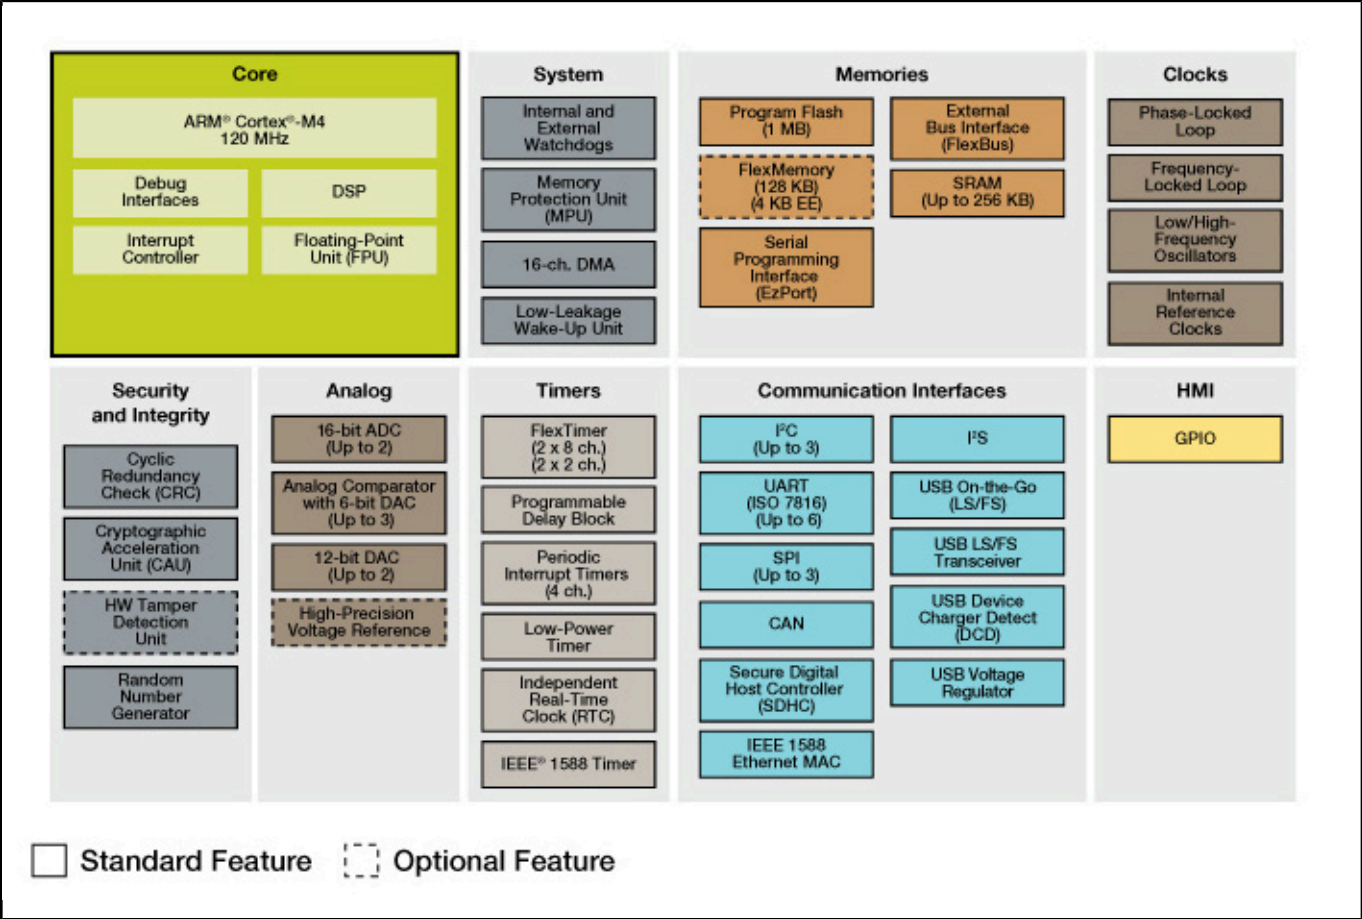 Core
ARM® Cortex®-M4
120 MHz
Debug
Interfaces
DSP
Interrupt
Controller
Floating-Point
Unit (FPU)
System
Internal and
External
Watchdogs
Memory
Protection Unit
(MPU)
16-ch. DMA
Low-Leakage
Wake-Up Unit
Memories
Program Flash
(1 MB)
FlexMemory
(128 KB)
(4 KB EE)
Serial
Programming
Interface
(EzPort)
External
Bus Interface
(FlexBus)
SRAM
(Up to 256 KB)
Clocks
Phase-Locked
Loop
Frequency-
Locked Loop
Low/High-
Frequency
Oscillators
Internal
Reference
Clocks
Security
and Integrity
Cyclic
Redundancy
Check (CRC)
Cryptographic
Acceleration
Unit (CAU)
HW Tamper
Detection
Unit
Random
Number
Generator
Analog
16-bit ADC
(Up to 2)
Analog Comparator
with 6-bit DAC
(Up to 3)
12-bit DAC
(Up to 2)
High-Precision
Voltage Reference
Timers
FlexTimer
(2 x 8 ch.)
(2 x 2 ch.)
Programmable
Delay Block
Periodic
Interrupt Timers
(4 ch.)
Low-Power
Timer
Independent
Real-Time
Clock (RTC)
IEEE® 1588 Timer
Communication Interfaces
I²C
(Up to 3)
UART
(ISO 7816)
(Up to 6)
SPI
(Up to 3)
CAN
Secure Digital
Host Controller
(SDHC)
IEEE 1588
Ethernet MAC
I²S
USB On-the-Go
(LS/FS)
USB LS/FS
Transceiver
USB Device
Charger Detect
(DCD)
USB Voltage
Regulator
HMI
GPIO
Standard Feature
Optional Feature